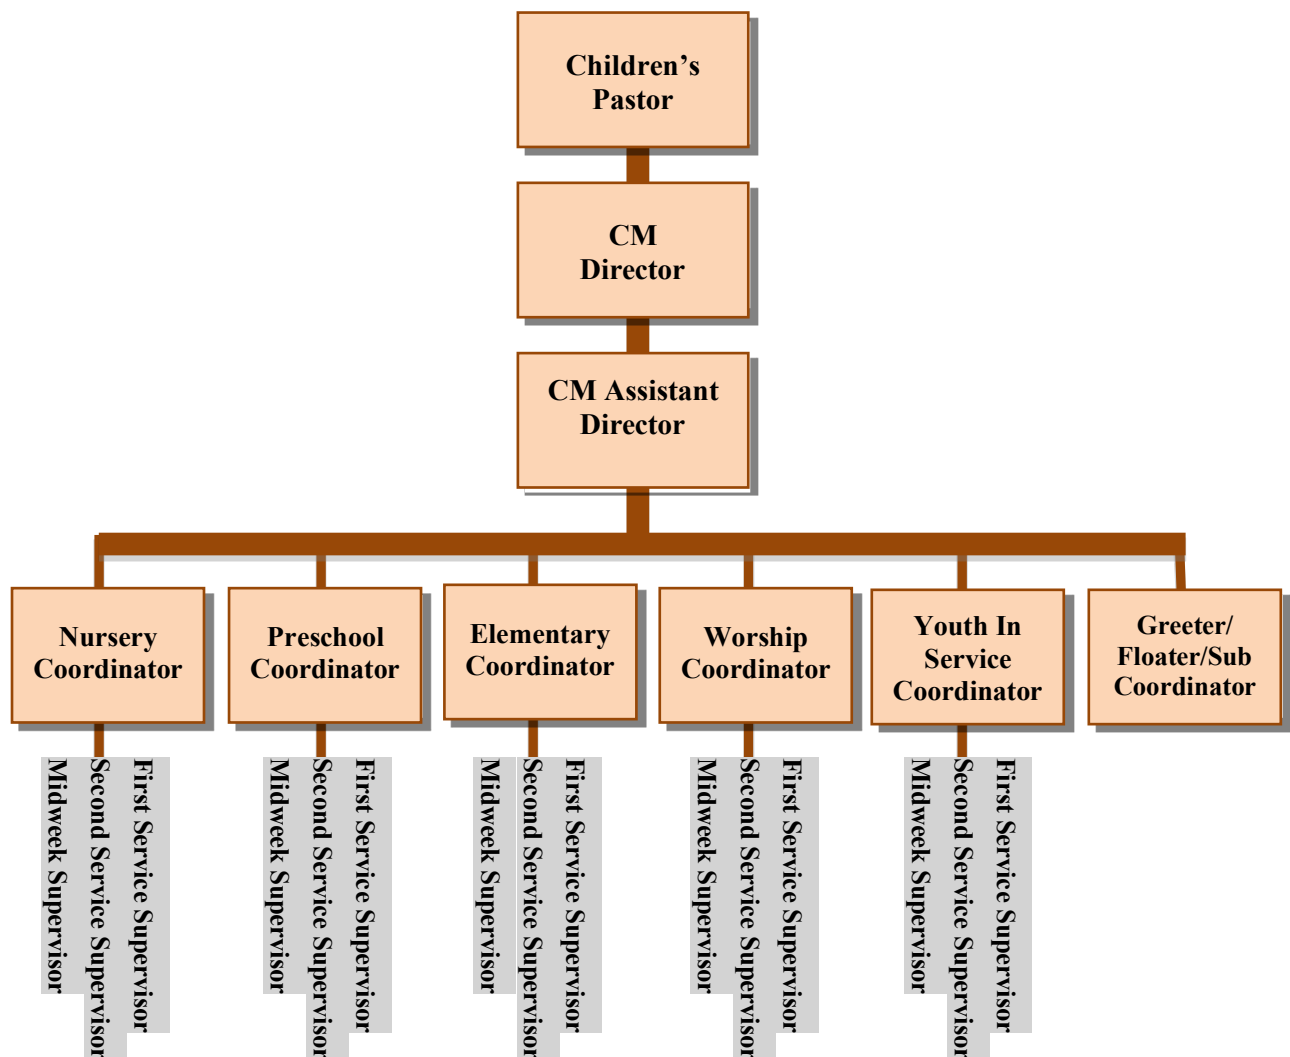 Children’s
Pastor
CM
Director
CM Assistant
Director
Nursery
Coordinator
Preschool
Coordinator
Elementary
Coordinator
Worship
Coordinator
Youth In
Service
Coordinator
Greeter/
Floater/Sub
Coordinator
First Service Supervisor
Second Service Supervisor
Midweek Supervisor
First Service Supervisor
Second Service Supervisor
Midweek Supervisor
First Service Supervisor
Second Service Supervisor
Midweek Supervisor
First Service Supervisor
Second Service Supervisor
Midweek Supervisor
First Service Supervisor
Second Service Supervisor
Midweek Supervisor